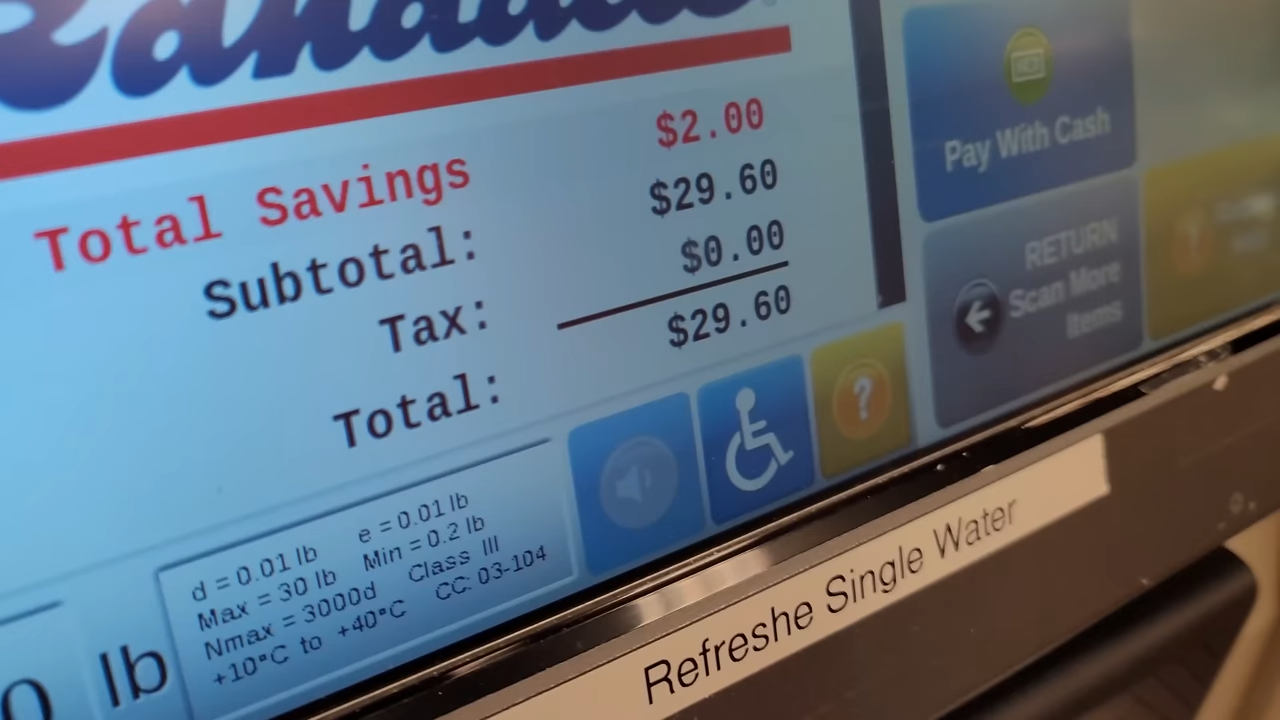 Total Savings $2.00
Subtotal: $29.60
Tax: $0.00
Total: $29.60
Pay With Cash
RETURN
Scan More
Items
?
d = 0.01 lb e = 0.01 lb
Max = 30 lb Min = 0.2 lb
Nmax = 3000d Class III
+10°C to +40°C CC: 03-104
0 lb
Refreshe Single Water